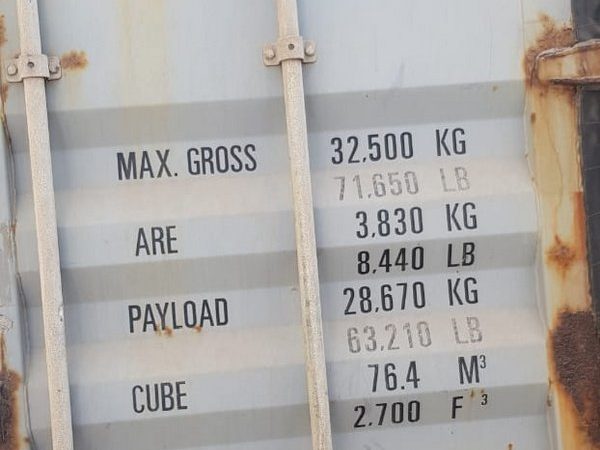 MAX. GROSS 32,500 KG
71.650 LB
ARE 3,830 KG
8,440 LB
PAYLOAD 28,670 KG
63,210 LB
CUBE 76.4 M³
2.700 F ³